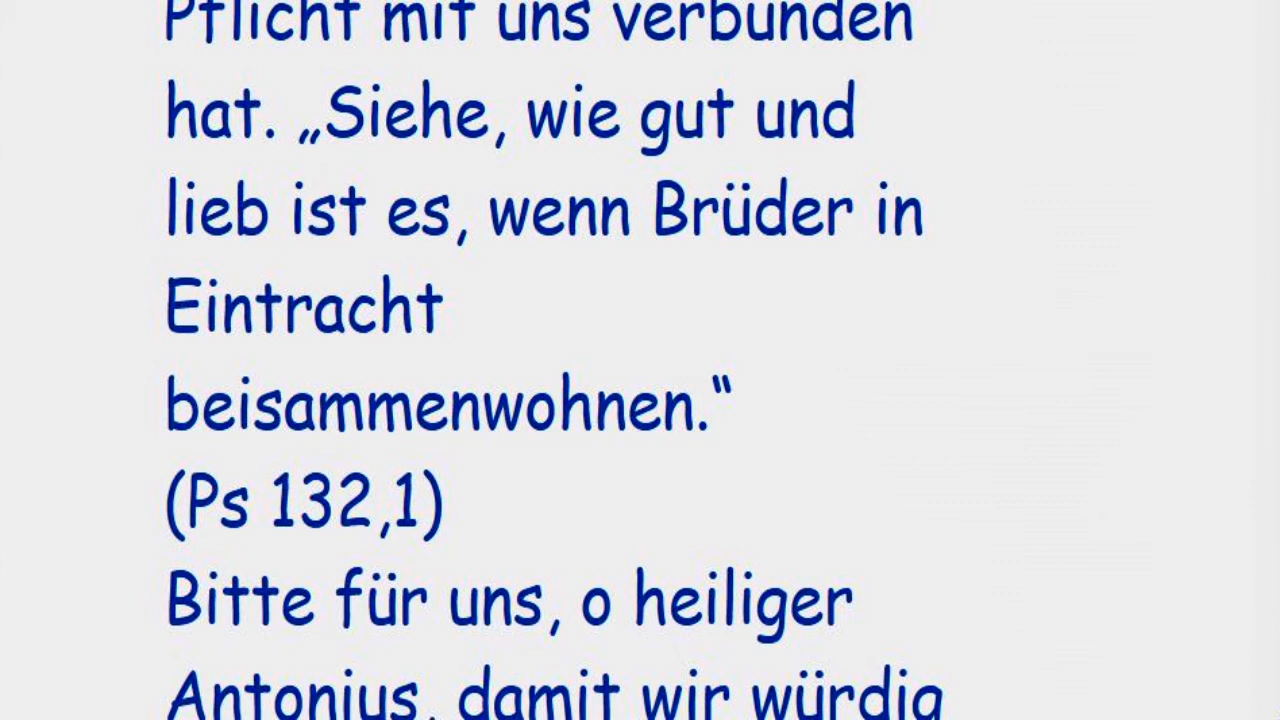 Pflicht mit uns verbunden
hat. „Siehe, wie gut und
lieb ist es, wenn Brüder in
Eintracht
beisammenwohnen.“
(Ps 132,1)
Bitte für uns, o heiliger
Antonius, damit wir würdig